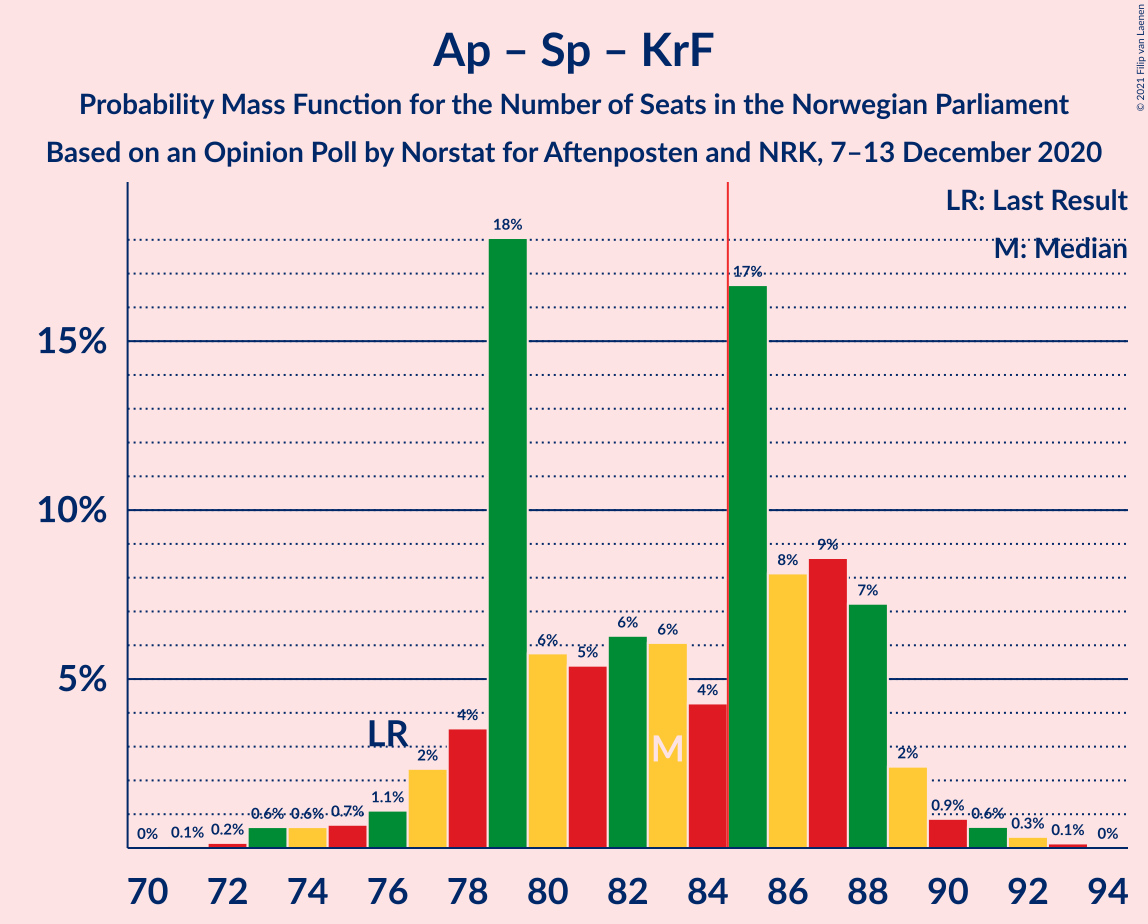 Ap – Sp – KrF
Probability Mass Function for the Number of Seats in the Norwegian Parliament
Based on an Opinion Poll by Norstat for Aftenposten and NRK, 7–13 December 2020
© 2021 Filip van Laenen
LR: Last Result
M: Median
15%
10%
5%
0% 0.1% 0.2% 0.6% 0.6% 0.7% 1.1% 2% 4% 18% 6% 5% 6% 6% 4% 17% 8% 9% 7% 2% 0.9% 0.6% 0.3% 0.1% 0%
LR
M
70 72 74 76 78 80 82 84 86 88 90 92 94